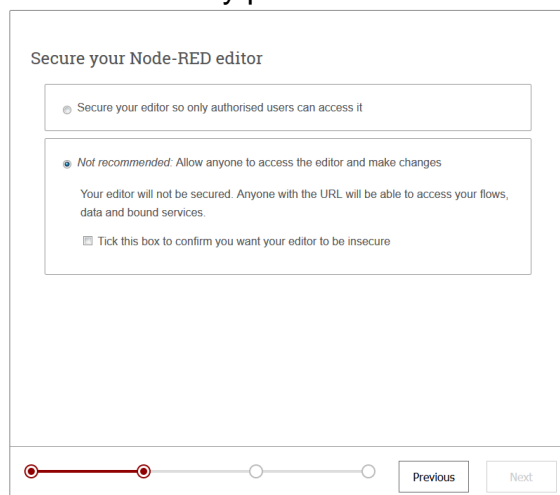 Secure your Node-RED editor
Secure your editor so only authorised users can access it
Not recommended: Allow anyone to access the editor and make changes
Your editor will not be secured. Anyone with the URL will be able to access your flows,
data and bound services.
Tick this box to confirm you want your editor to be insecure
Previous
Next